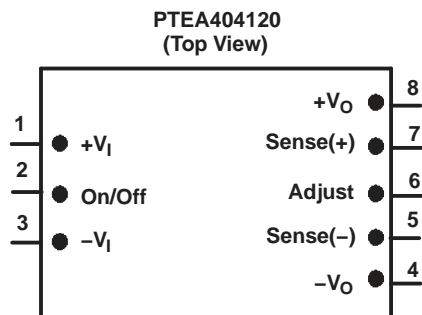 PTEA404120
(Top View)
8
+VO
1
7
+VI
Sense(+)
2
6
On/Off
Adjust
3
5
−VI
Sense(−)
4
−VO